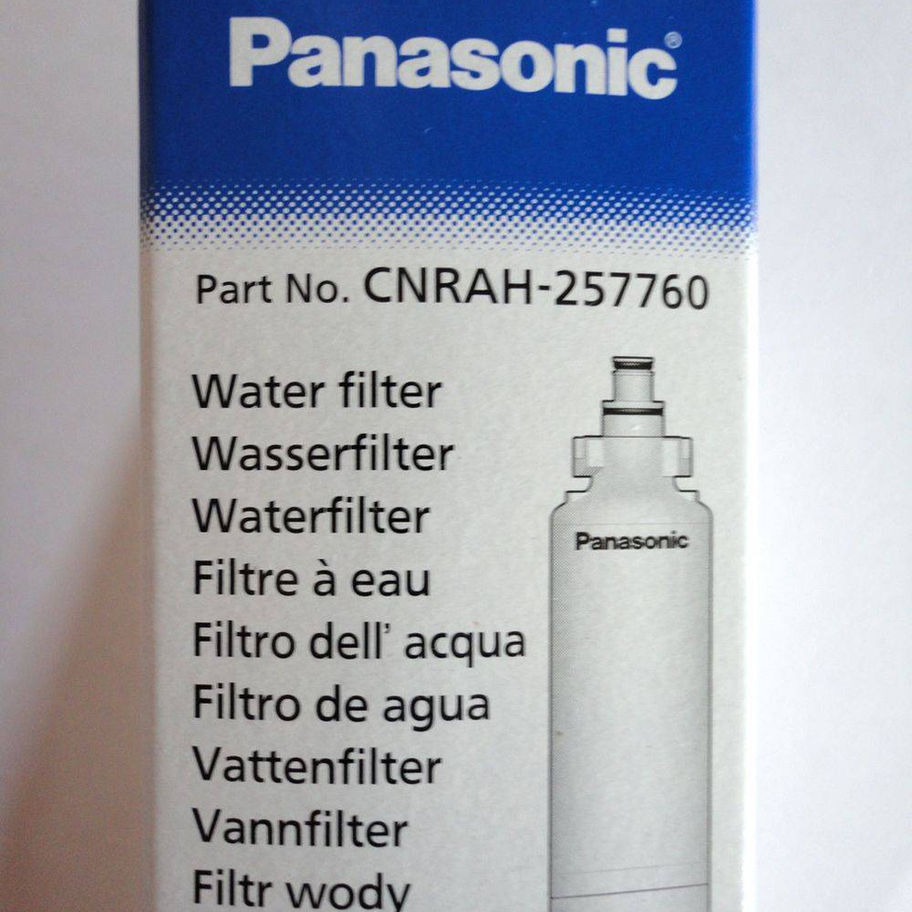 Panasonic®
Part No. CNRAH-257760
Water filter
Wasserfilter
Waterfilter
Filtre à eau
Filtro dell' acqua
Filtro de agua
Vattenfilter
Vannfilter
Filtr wody
Panasonic